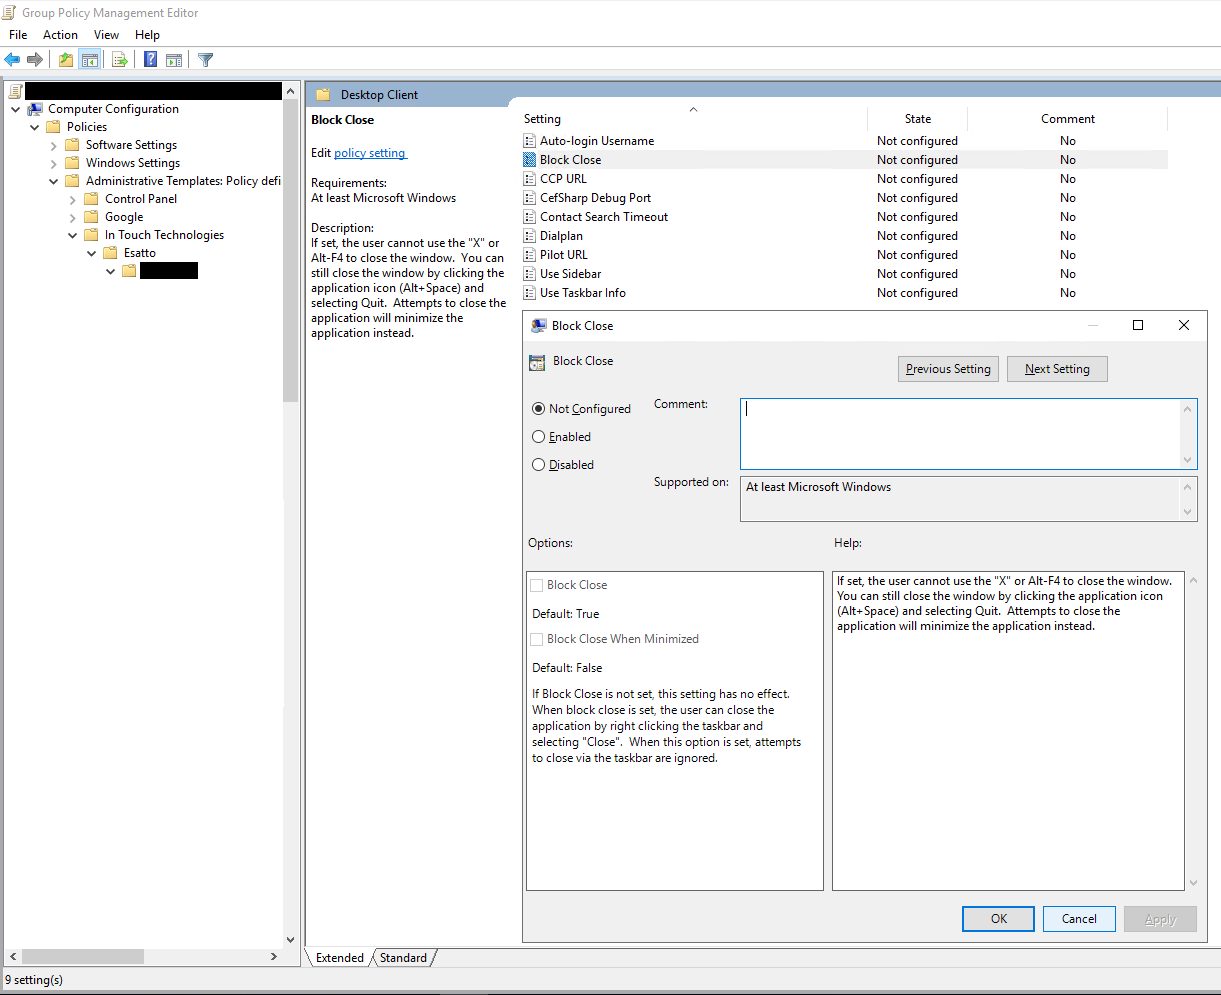 Group Policy Management Editor
File Action View Help
Computer Configuration
Policies
Software Settings
Windows Settings
Administrative Templates: Policy defi
Control Panel
Google
In Touch Technologies
Esatto
Desktop Client
Block Close
Edit policy setting
Requirements:
At least Microsoft Windows
Description:
If set, the user cannot use the "X" or
Alt-F4 to close the window. You can
still close the window by clicking the
application icon (Alt+Space) and
selecting Quit. Attempts to close the
application will minimize the
application instead.
Setting State Comment
Auto-login Username Not configured No
Block Close Not configured No
CCP URL Not configured No
CefSharp Debug Port Not configured No
Contact Search Timeout Not configured No
Dialplan Not configured No
Pilot URL Not configured No
Use Sidebar Not configured No
Use Taskbar Info Not configured No
Block Close
Block Close
Previous Setting Next Setting
Not Configured
Enabled
Disabled
Comment:
Supported on:
At least Microsoft Windows
Options:
Help:
Block Close
Default: True
Block Close When Minimized
Default: False
If Block Close is not set, this setting has no effect.
When block close is set, the user can close the
application by right clicking the taskbar and
selecting "Close". When this option is set, attempts
to close via the taskbar are ignored.
If set, the user cannot use the "X" or Alt-F4 to close the window.
You can still close the window by clicking the application icon
(Alt+Space) and selecting Quit. Attempts to close the
application will minimize the application instead.
OK Cancel Apply
Extended Standard
9 setting(s)